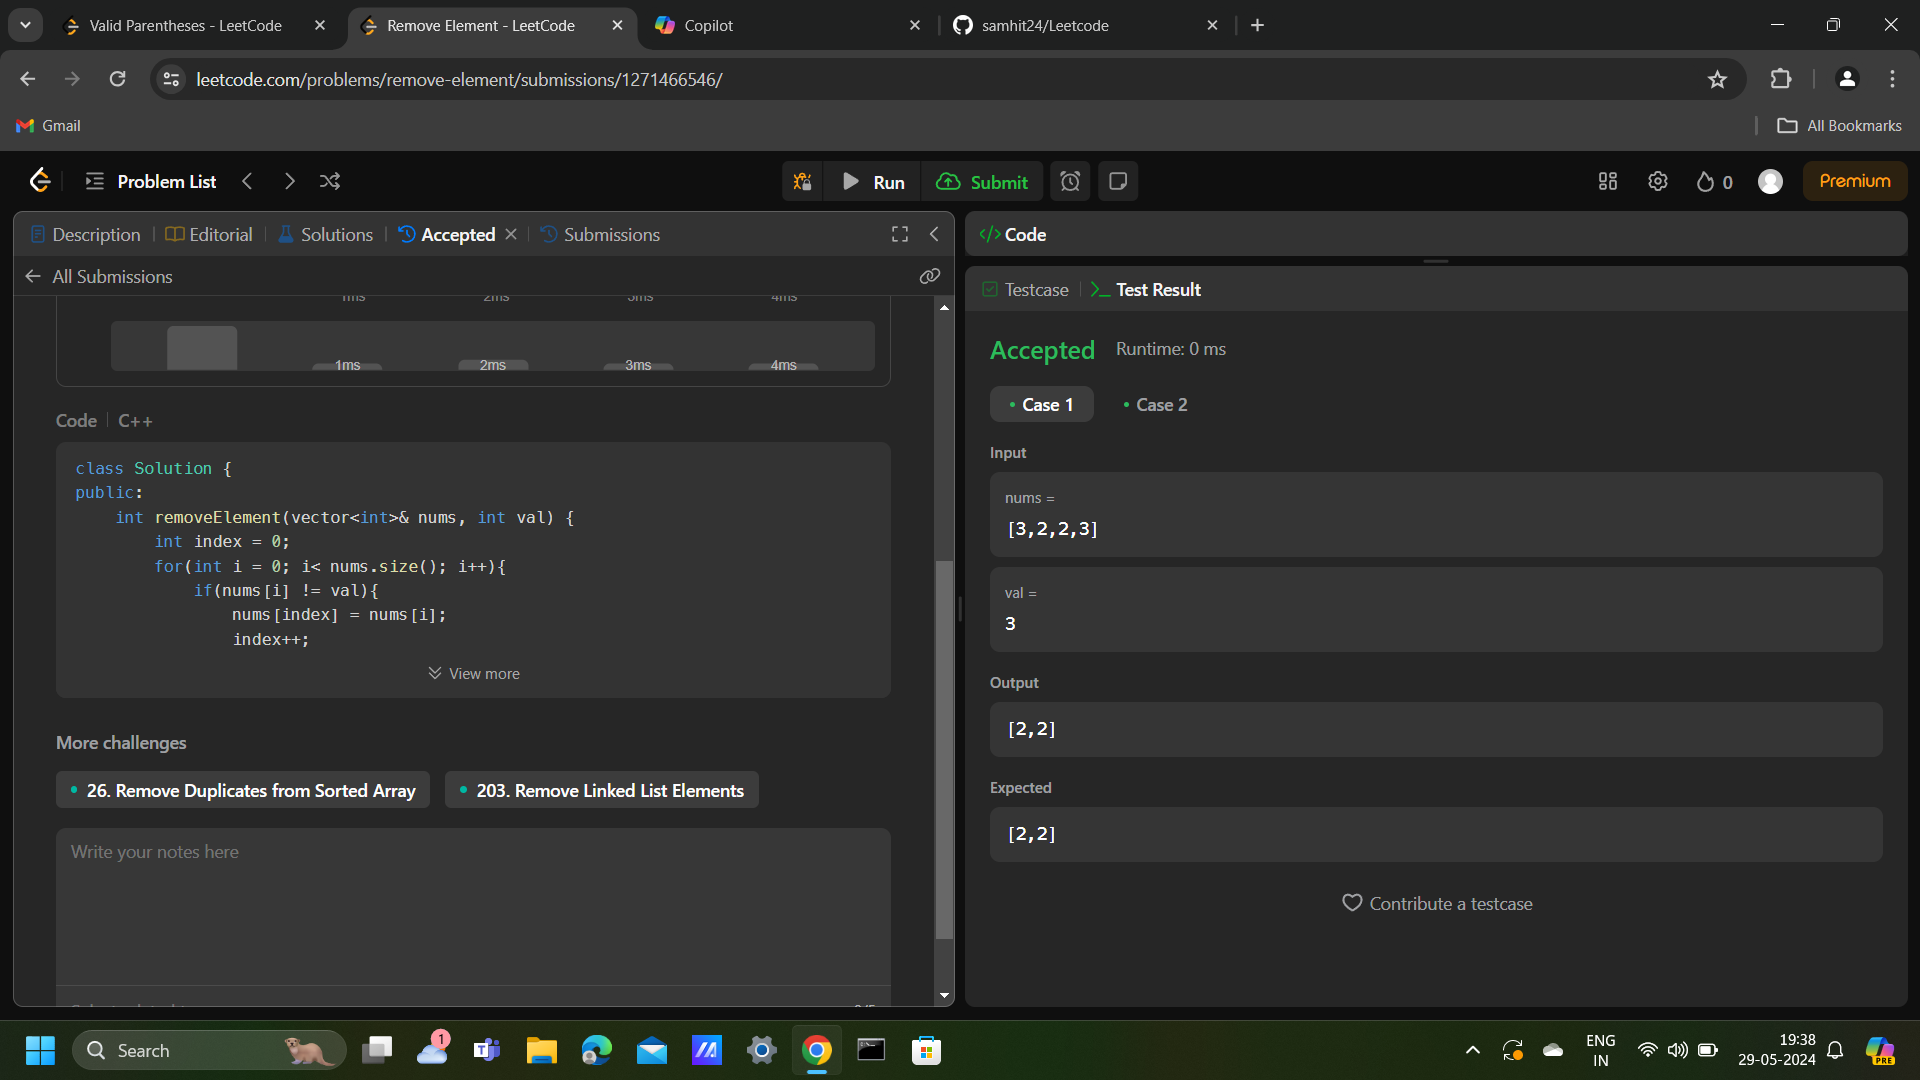 Valid Parentheses - LeetCode
Remove Element - LeetCode
Copilot
samhit24/Leetcode
leetcode.com/problems/remove-element/submissions/1271466546/
Gmail
All Bookmarks
Problem List
Run
Submit
0
Premium
Description
Editorial
Solutions
Accepted
Submissions
All Submissions
1ms 2ms 3ms 4ms
1ms 2ms 3ms 4ms
Code
C++
class Solution {
public:
int removeElement(vector<int>& nums, int val) {
int index = 0;
for(int i = 0; i< nums.size(); i++){
if(nums[i] != val){
nums[index] = nums[i];
index++;
View more
More challenges
26. Remove Duplicates from Sorted Array
203. Remove Linked List Elements
Write your notes here
</> Code
Testcase
Test Result
Accepted
Runtime: 0 ms
Case 1
Case 2
Input
nums =
[3,2,2,3]
val =
3
Output
[2,2]
Expected
[2,2]
Contribute a testcase
Search
1
ENG
IN
19:38
29-05-2024
PRE